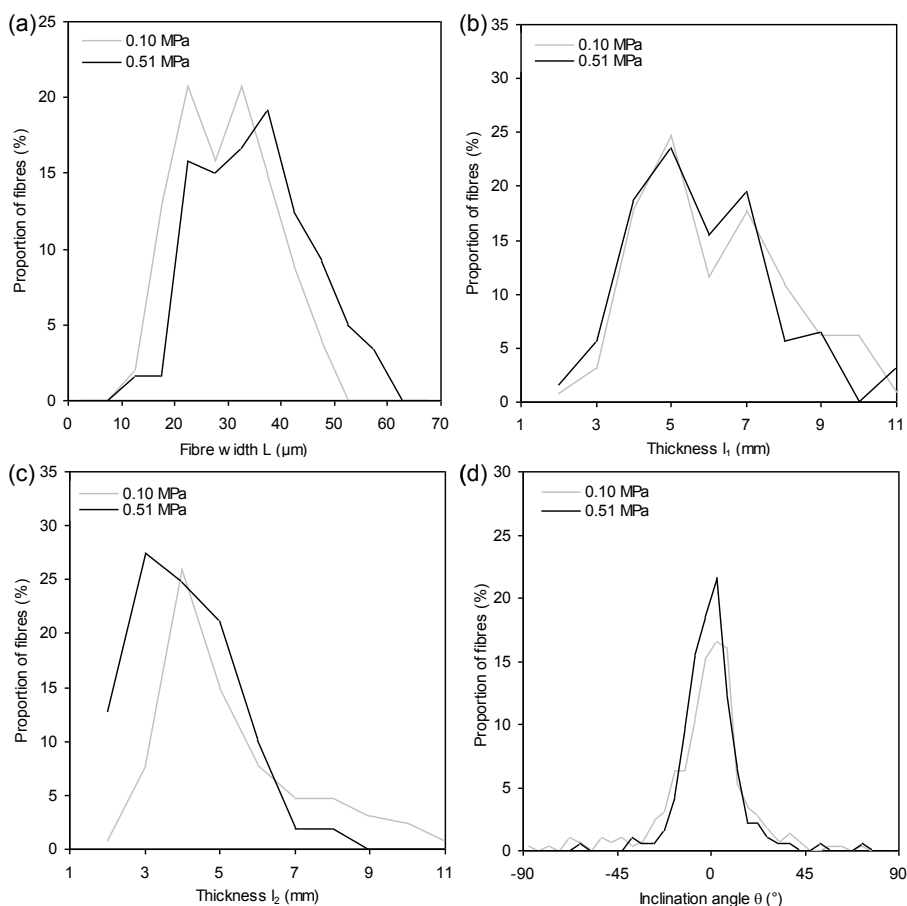 (a)
25
20
15
10
5
0
Proportion of fibres (%)
0.10 MPa
0.51 MPa
0 10 20 30 40 50 60 70
Fibre width L (µm)
(b)
35
30
25
20
15
10
5
0
Proportion of fibres (%)
0.10 MPa
0.51 MPa
1 3 5 7 9 11
Thickness l₁ (mm)
(c)
35
30
25
20
15
10
5
0
Proportion of fibres (%)
0.10 MPa
0.51 MPa
1 3 5 7 9 11
Thickness l₂ (mm)
(d)
30
25
20
15
10
5
0
Proportion of fibres (%)
0.10 MPa
0.51 MPa
-90 -45 0 45 90
Inclination angle θ (°)